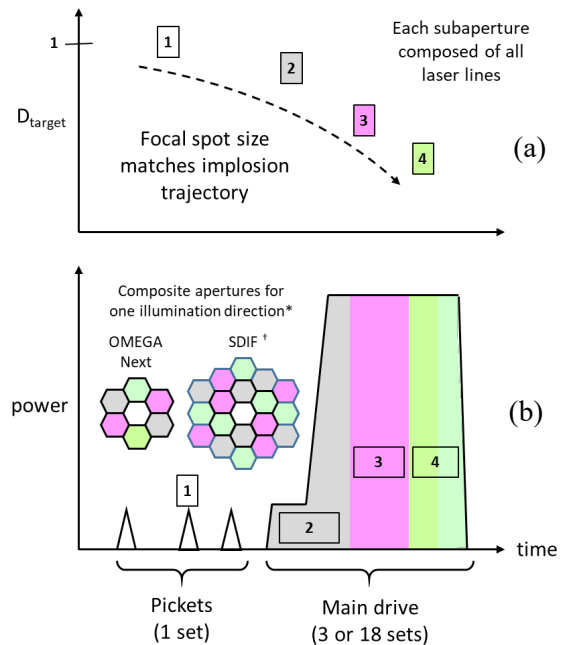 1
1
2
3
4
Each subaperture
composed of all
laser lines
D_target
Focal spot size
matches implosion
trajectory
(a)
Composite apertures for
one illumination direction*
OMEGA
Next
SDIF †
power
(b)
1
2
3
4
time
Pickets
(1 set)
Main drive
(3 or 18 sets)